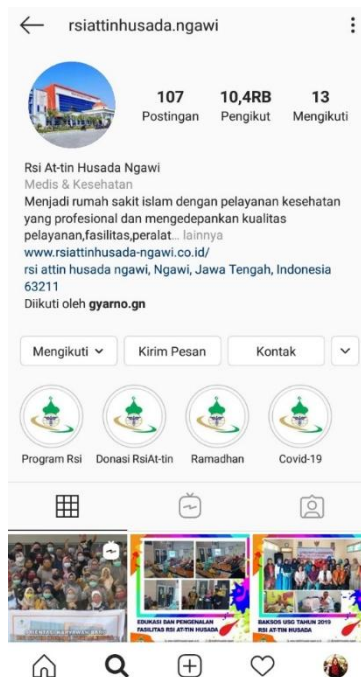 rsiattinhusada.ngawi
107 10,4RB 13
Postingan Pengikut Mengikuti
Rsi At-tin Husada Ngawi
Medis & Kesehatan
Menjadi rumah sakit islam dengan pelayanan kesehatan
yang profesional dan mengedepankan kualitas
pelayanan,fasilitas,peralat... lainnya
www.rsiattinhusada-ngawi.co.id/
rsi attin husada ngawi, Ngawi, Jawa Tengah, Indonesia
63211
Diikuti oleh gyarno.gn
Mengikuti Kirim Pesan Kontak
Program Rsi Donasi RsiAt-tin Ramadhan Covid-19
EDUKASI DAN PENGENALAN
FASILITAS RSI AT-TIN HUSADA
BAKSOS USG TAHUN 2019
RSI AT-TIN HUSADA